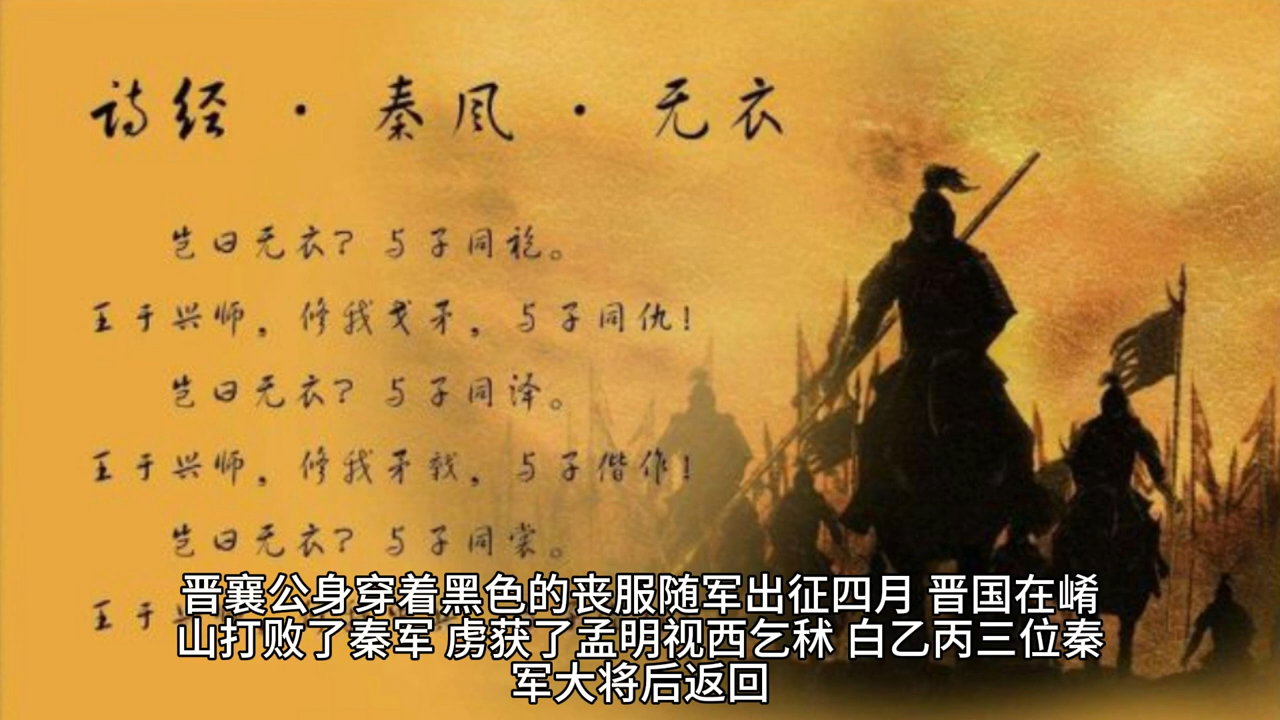 诗经·秦风·无衣
岂曰无衣？与子同袍。
王于兴师，修我戈矛，与子同仇！
岂曰无衣？与子同泽。
王于兴师，修我矛戟，与子偕作！
岂曰无衣？与子同裳。
王于兴
晋襄公身穿着黑色的丧服随军出征四月 晋国在崤
山打败了秦军 虏获了孟明视西乞秫 白乙丙三位秦
军大将后返回